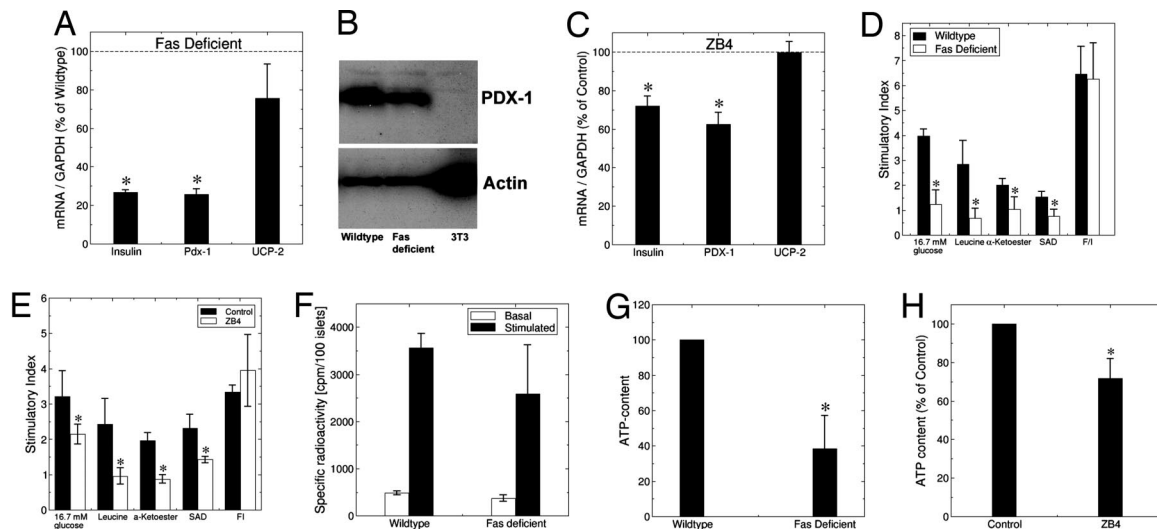 A
Fas Deficient
mRNA / GAPDH (% of Wildtype)
100
80
60
40
20
0
*
*
Insulin
Pdx-1
UCP-2
B
PDX-1
Actin
Wildtype
Fas
deficient
3T3
C
ZB4
mRNA / GAPDH (% of Control)
100
80
60
40
20
0
*
*
Insulin
PDX-1
UCP-2
D
Wildtype
Fas Deficient
Stimulatory Index
8
7
6
5
4
3
2
1
0
*
*
*
*
16.7 mM
glucose
Leucine
α-Ketoester
SAD
F/I
E
Control
ZB4
Stimulatory Index
6
5
4
3
2
1
0
*
*
*
*
16.7 mM
glucose
Leucine
a-Ketoester
SAD
FI
F
Basal
Stimulated
Specific radioactivity [cpm/100 islets]
4000
3500
3000
2500
2000
1500
1000
500
0
Wildtype
Fas deficient
G
ATP-content
120
100
80
60
40
20
0
*
Wildtype
Fas Deficient
H
ATP content (% of Control)
100
80
60
40
20
0
*
Control
ZB4